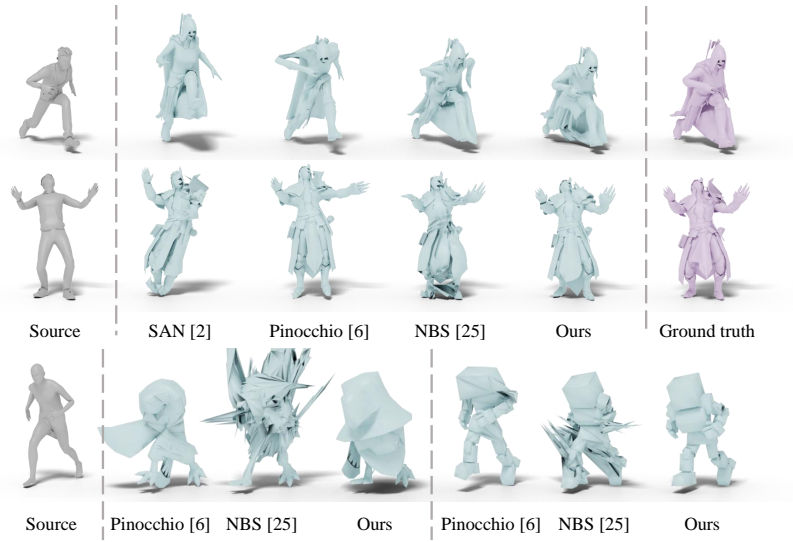 Source SAN [2] Pinocchio [6] NBS [25] Ours Ground truth
Source Pinocchio [6] NBS [25] Ours Pinocchio [6] NBS [25] Ours